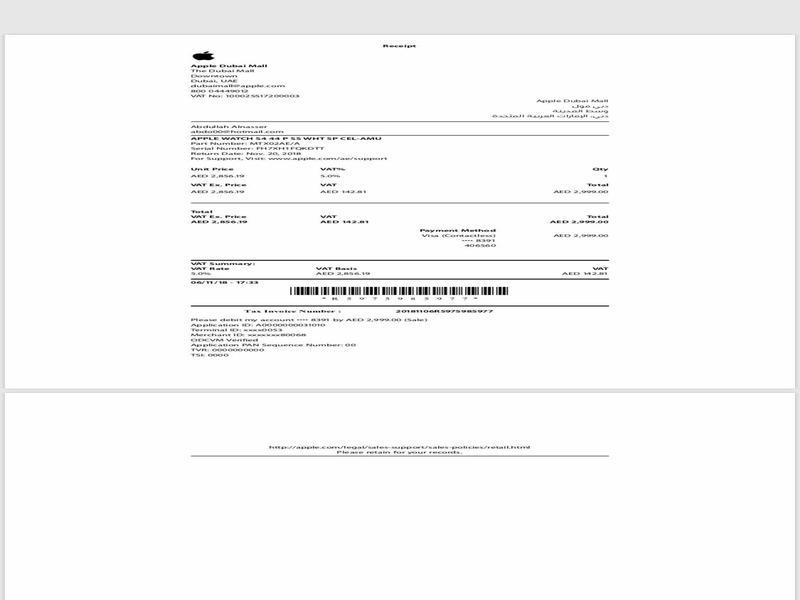 Receipt
Apple Dubai Mall
The Dubai Mall
Downtown
Dubai, UAE
dubaimall@apple.com
800 04449012
VAT No: 100025517200003
Apple Dubai Mall
دبي مول
وسط المدينة
دبي، الإمارات العربية المتحدة
Abdullah Alnasser
abdo00@hotmail.com
APPLE WATCH S4 44 P SS WHT SP CEL-AMU
Part Number: MTX02AE/A
Serial Number: FH7XH1FQKDTT
Return Date: Nov. 20, 2018
For Support, Visit: www.apple.com/ae/support
Unit Price VAT% Qty
AED 2,856.19 5.0% 1
VAT Ex. Price VAT Total
AED 2,856.19 AED 142.81 AED 2,999.00
Total
VAT Ex. Price VAT Total
AED 2,856.19 AED 142.81 AED 2,999.00
Payment Method
Visa (Contactless) AED 2,999.00
···· 8391
406560
VAT Summary:
VAT Rate VAT Basis VAT
5.0% AED 2,856.19 AED 142.81
06/11/18 - 17:33
* R 5 9 7 5 9 8 5 9 7 7 *
Tax Invoice Number : 20181106R5975985977
Please debit my account ···· 8391 by AED 2,999.00 (Sale)
Application ID: A0000000031010
Terminal ID: xxxx0053
Merchant ID: xxxxxxx80068
ODCVM Verified
Application PAN Sequence Number: 00
TVR: 0000000000
TSI: 0000
http://apple.com/legal/sales-support/sales-policies/retail.html
Please retain for your records.